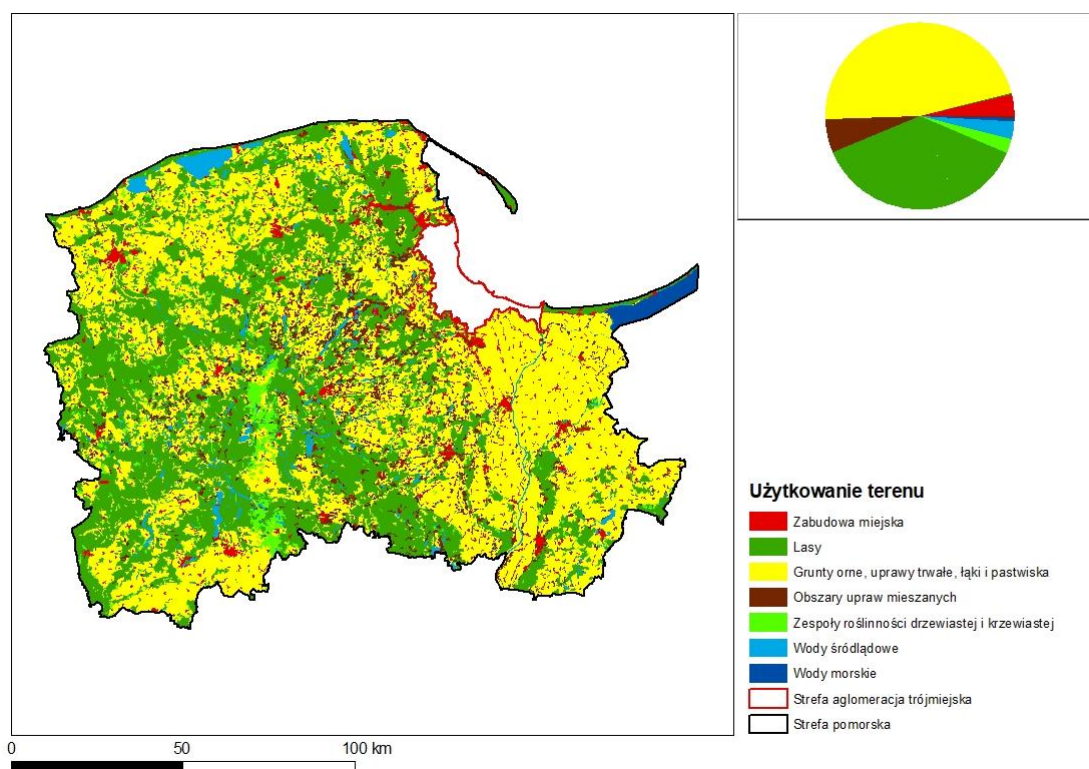 Użytkowanie terenu
Zabudowa miejska
Lasy
Grunty orne, uprawy trwałe, łąki i pastwiska
Obszary upraw mieszanych
Zespoły roślinności drzewiastej i krzewiastej
Wody śródlądowe
Wody morskie
Strefa aglomeracja trójmiejska
Strefa pomorska
0 50 100 km